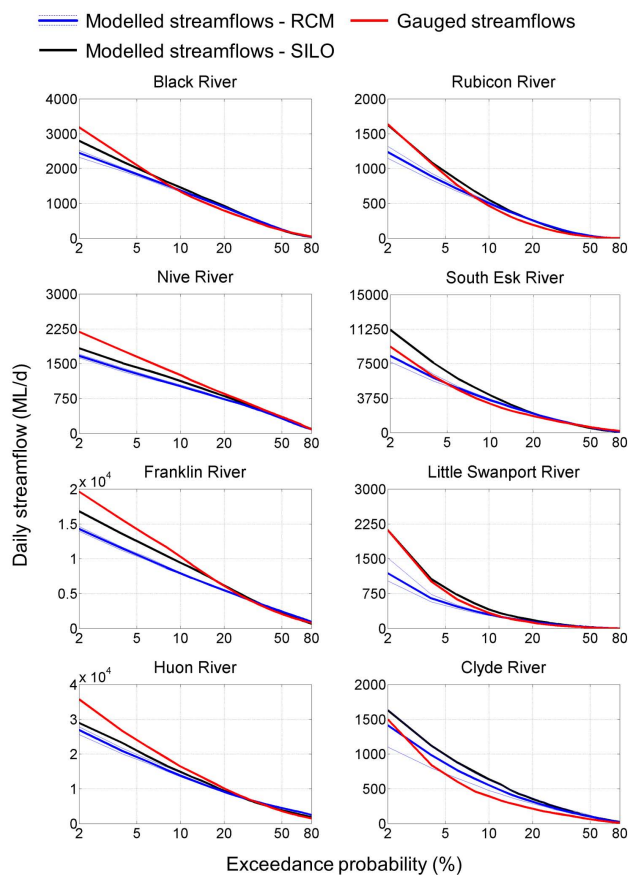 Modelled streamflows - RCM
Gauged streamflows
Modelled streamflows - SILO
Black River
4000
3000
2000
1000
0
2 5 10 20 50 80
Rubicon River
2000
1500
1000
500
0
2 5 10 20 50 80
Nive River
3000
2250
1500
750
0
2 5 10 20 50 80
South Esk River
15000
11250
7500
3750
0
2 5 10 20 50 80
Franklin River
x 10^4
2
1.5
1
0.5
0
2 5 10 20 50 80
Little Swanport River
3000
2250
1500
750
0
2 5 10 20 50 80
Huon River
x 10^4
4
3
2
1
0
2 5 10 20 50 80
Clyde River
2000
1500
1000
500
0
2 5 10 20 50 80
Daily streamflow (ML/d)
Exceedance probability (%)